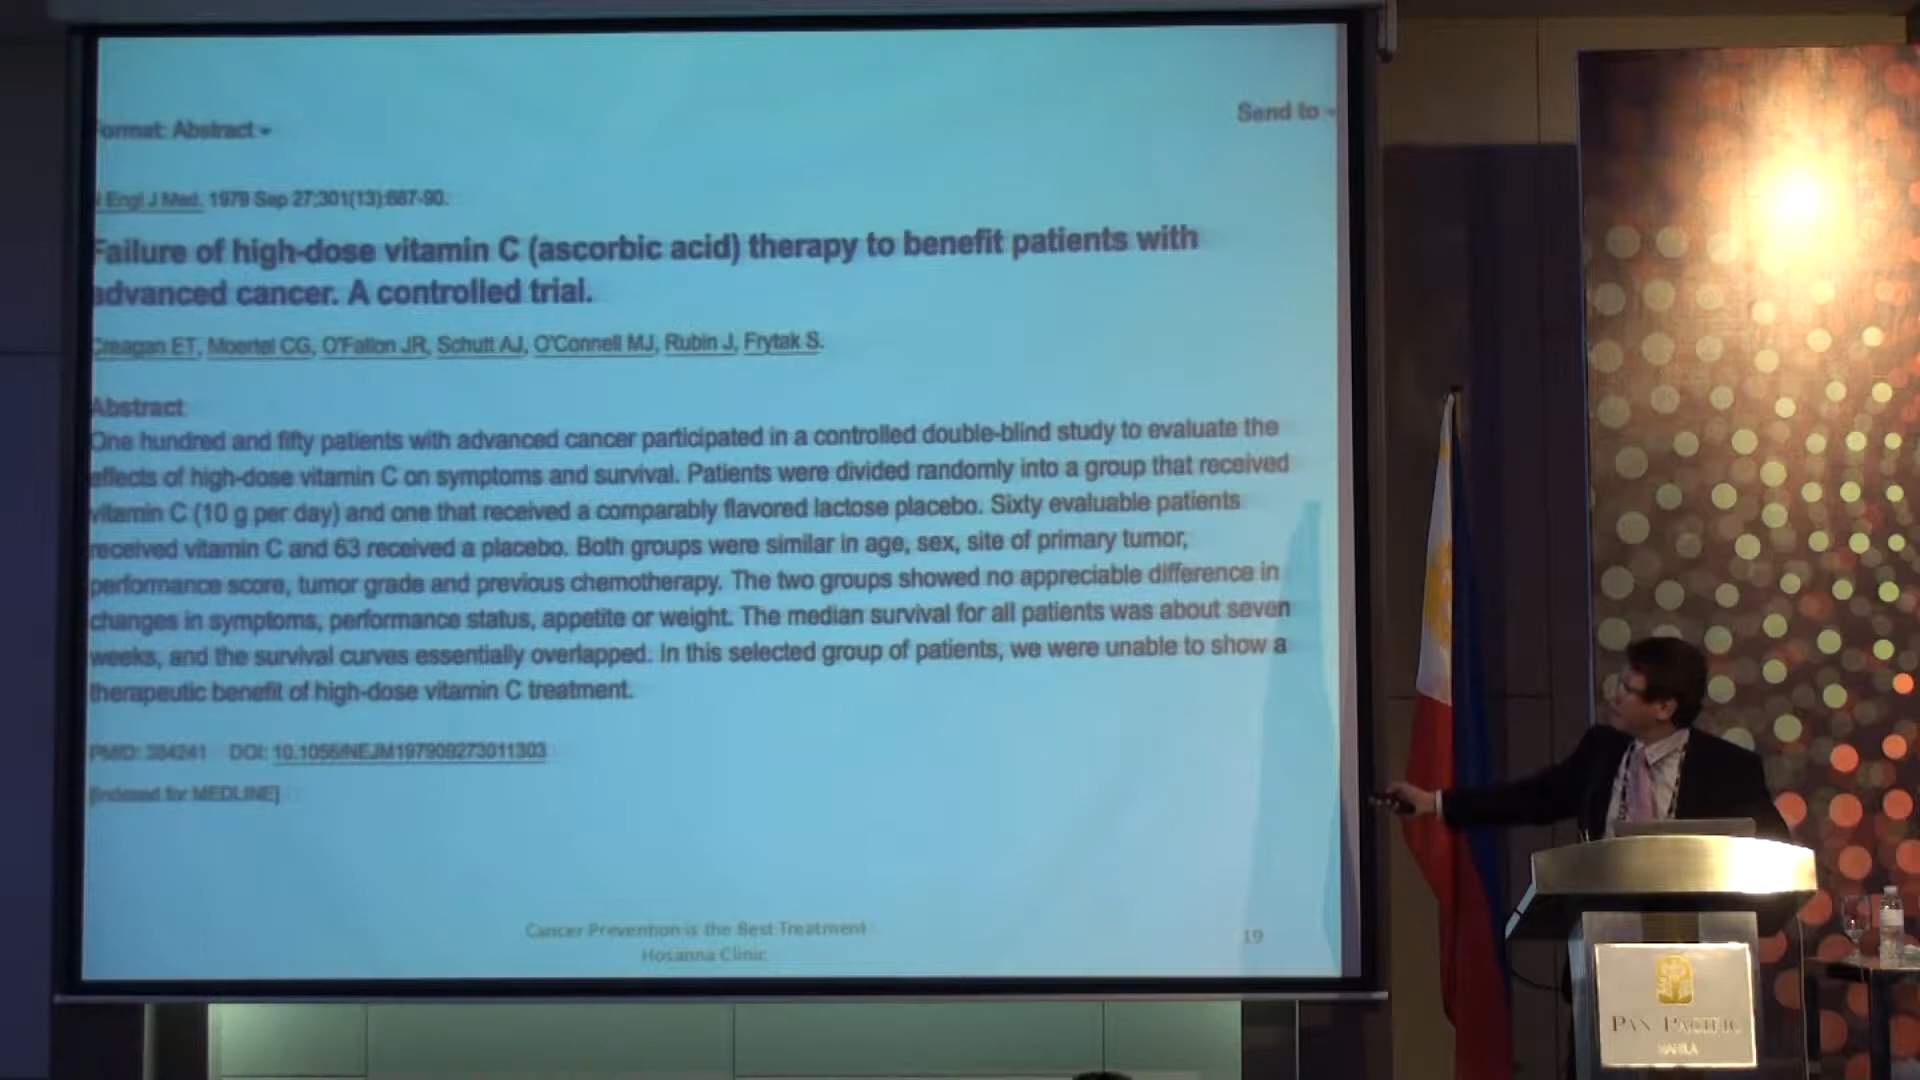 Format: Abstract
Send to
N Engl J Med. 1979 Sep 27;301(13):687-90.
Failure of high-dose vitamin C (ascorbic acid) therapy to benefit patients with
advanced cancer. A controlled trial.
Creagan ET, Moertel CG, O'Fallon JR, Schutt AJ, O'Connell MJ, Rubin J, Frytak S.
Abstract
One hundred and fifty patients with advanced cancer participated in a controlled double-blind study to evaluate the
effects of high-dose vitamin C on symptoms and survival. Patients were divided randomly into a group that received
vitamin C (10 g per day) and one that received a comparably flavored lactose placebo. Sixty evaluable patients
received vitamin C and 63 received a placebo. Both groups were similar in age, sex, site of primary tumor,
performance score, tumor grade and previous chemotherapy. The two groups showed no appreciable difference in
changes in symptoms, performance status, appetite or weight. The median survival for all patients was about seven
weeks, and the survival curves essentially overlapped. In this selected group of patients, we were unable to show a
therapeutic benefit of high-dose vitamin C treatment.
PMID: 384241 DOI: 10.1056/NEJM197909273011303
[Indexed for MEDLINE]
Cancer Prevention is the Best Treatment
Hosanna Clinic
19
PAN PACIFIC
MANILA